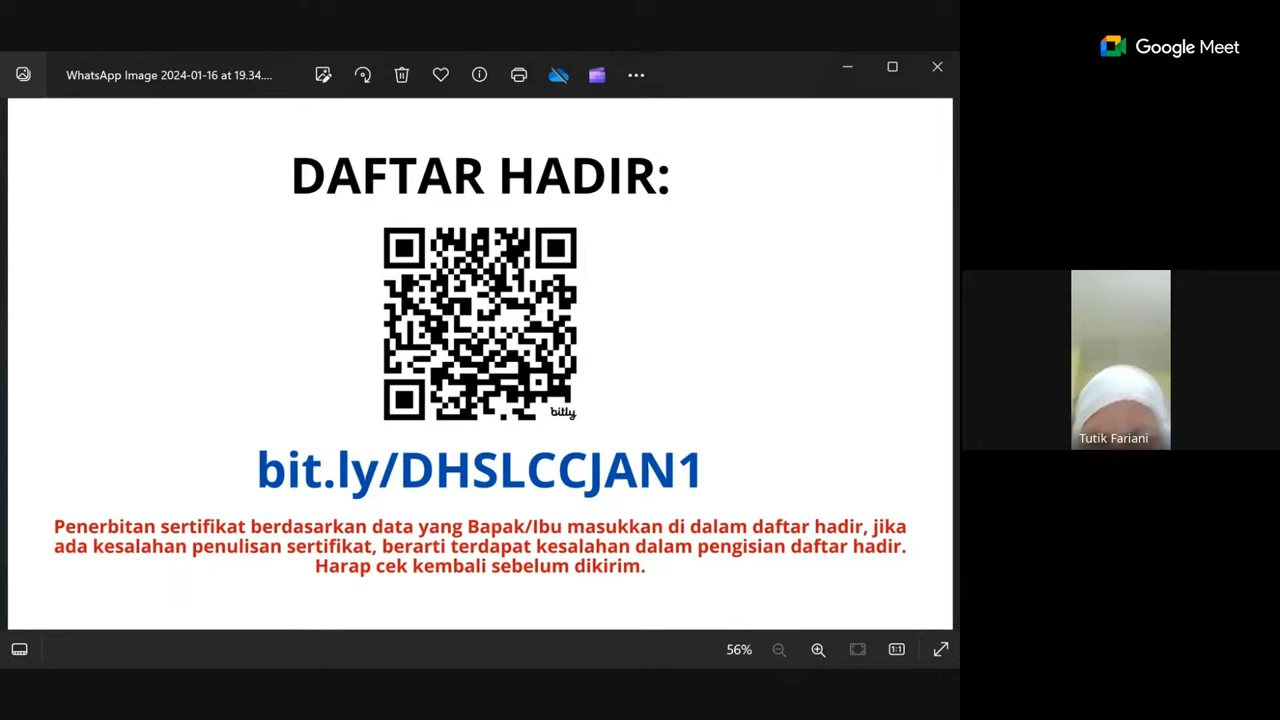 Google Meet
WhatsApp Image 2024-01-16 at 19.34....
DAFTAR HADIR:
bitly
bit.ly/DHSLCCJAN1
Penerbitan sertifikat berdasarkan data yang Bapak/Ibu masukkan di dalam daftar hadir, jika
ada kesalahan penulisan sertifikat, berarti terdapat kesalahan dalam pengisian daftar hadir.
Harap cek kembali sebelum dikirim.
Tutik Fariani
56%
1:1